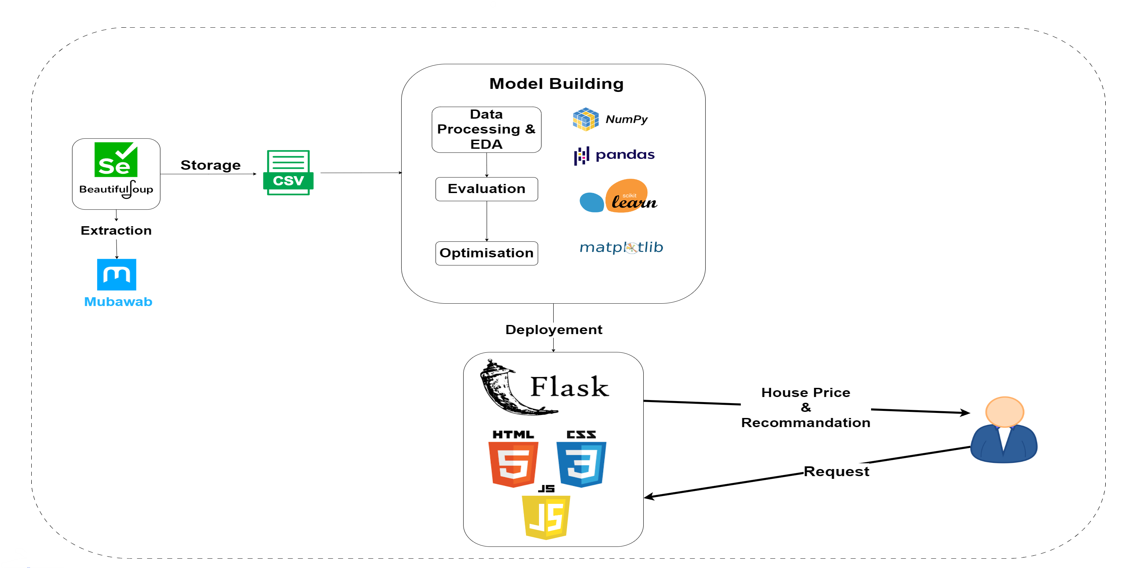 Model Building
Data
Processing &
EDA
NumPy
pandas
Se
BeautifulSoup
Storage
CSV
Evaluation
learn
Extraction
Optimisation
matplotlib
m
Mubawab
Deployement
Flask
House Price
&
Recommandation
HTML
CSS
5
3
Request
JS
JS